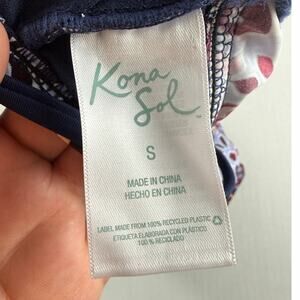 Kona
Sol
S
MADE IN CHINA
HECHO EN CHINA
LABEL MADE FROM 100% RECYCLED PLASTIC
ETIQUETA ELABORADA CON PLÁSTICO
100 % RECICLADO